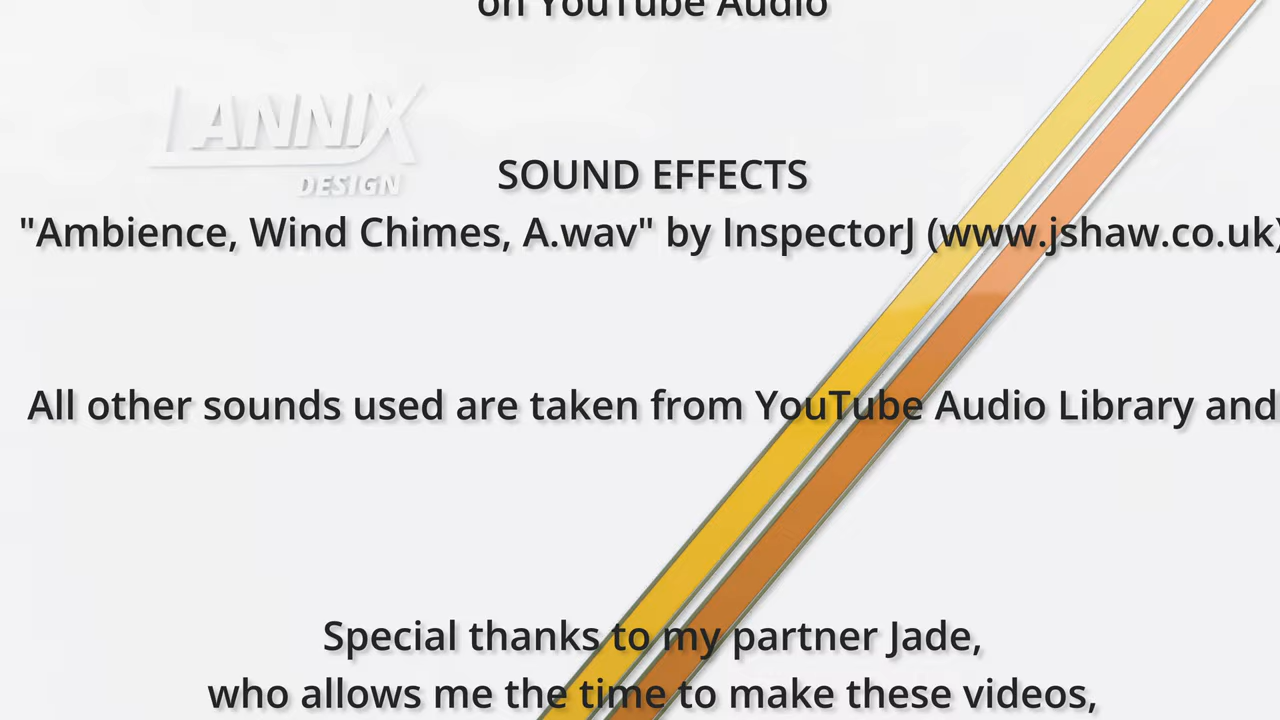 on YouTube Audio
LANNIX
DESIGN
SOUND EFFECTS
"Ambience, Wind Chimes, A.wav" by InspectorJ (www.jshaw.co.uk)
All other sounds used are taken from YouTube Audio Library and
Special thanks to my partner Jade,
who allows me the time to make these videos,